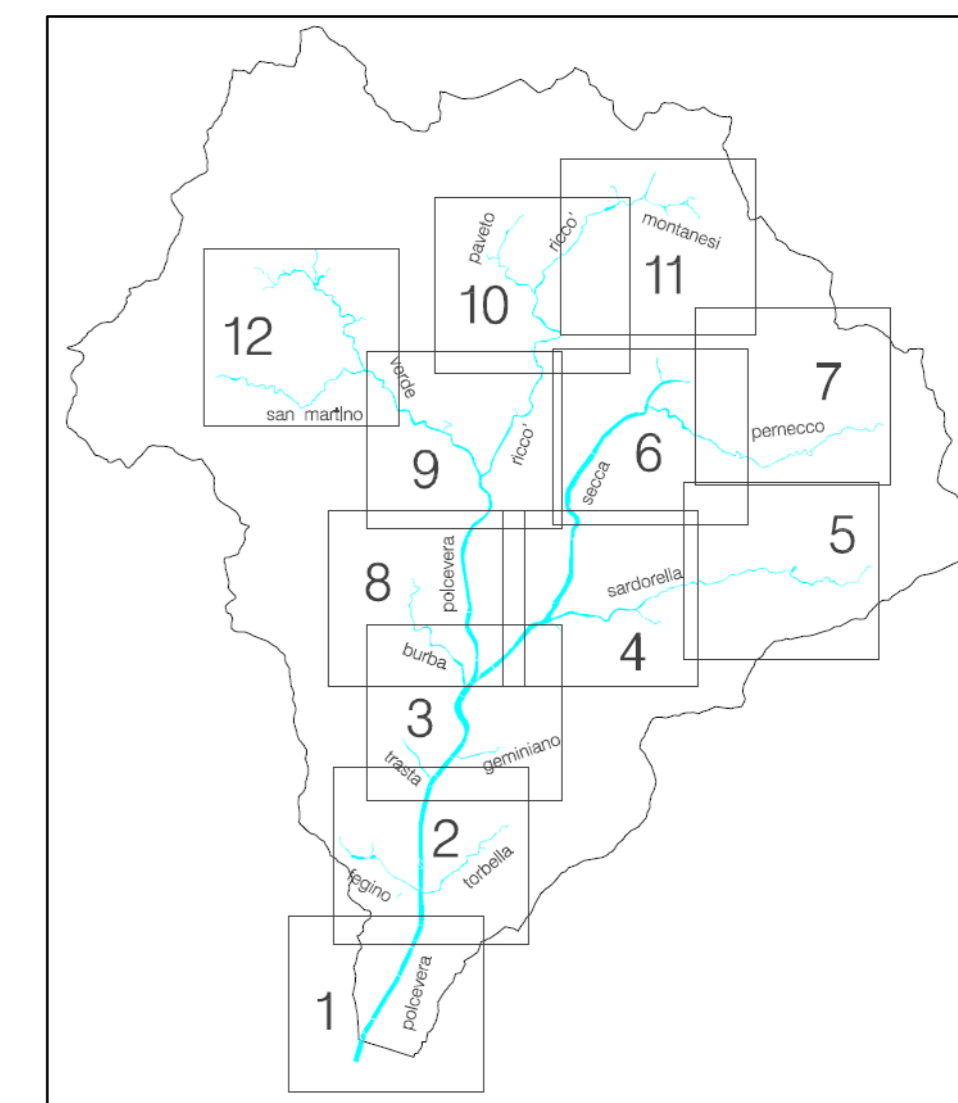 paveto
ricco'
montanesi
11
10
12
verde
san martino
7
pernecco
9
ricco'
6
secca
5
8
polcevera
sardorella
burba
4
3
geminiano
trasta
2
fegino
torbella
1
polcevera